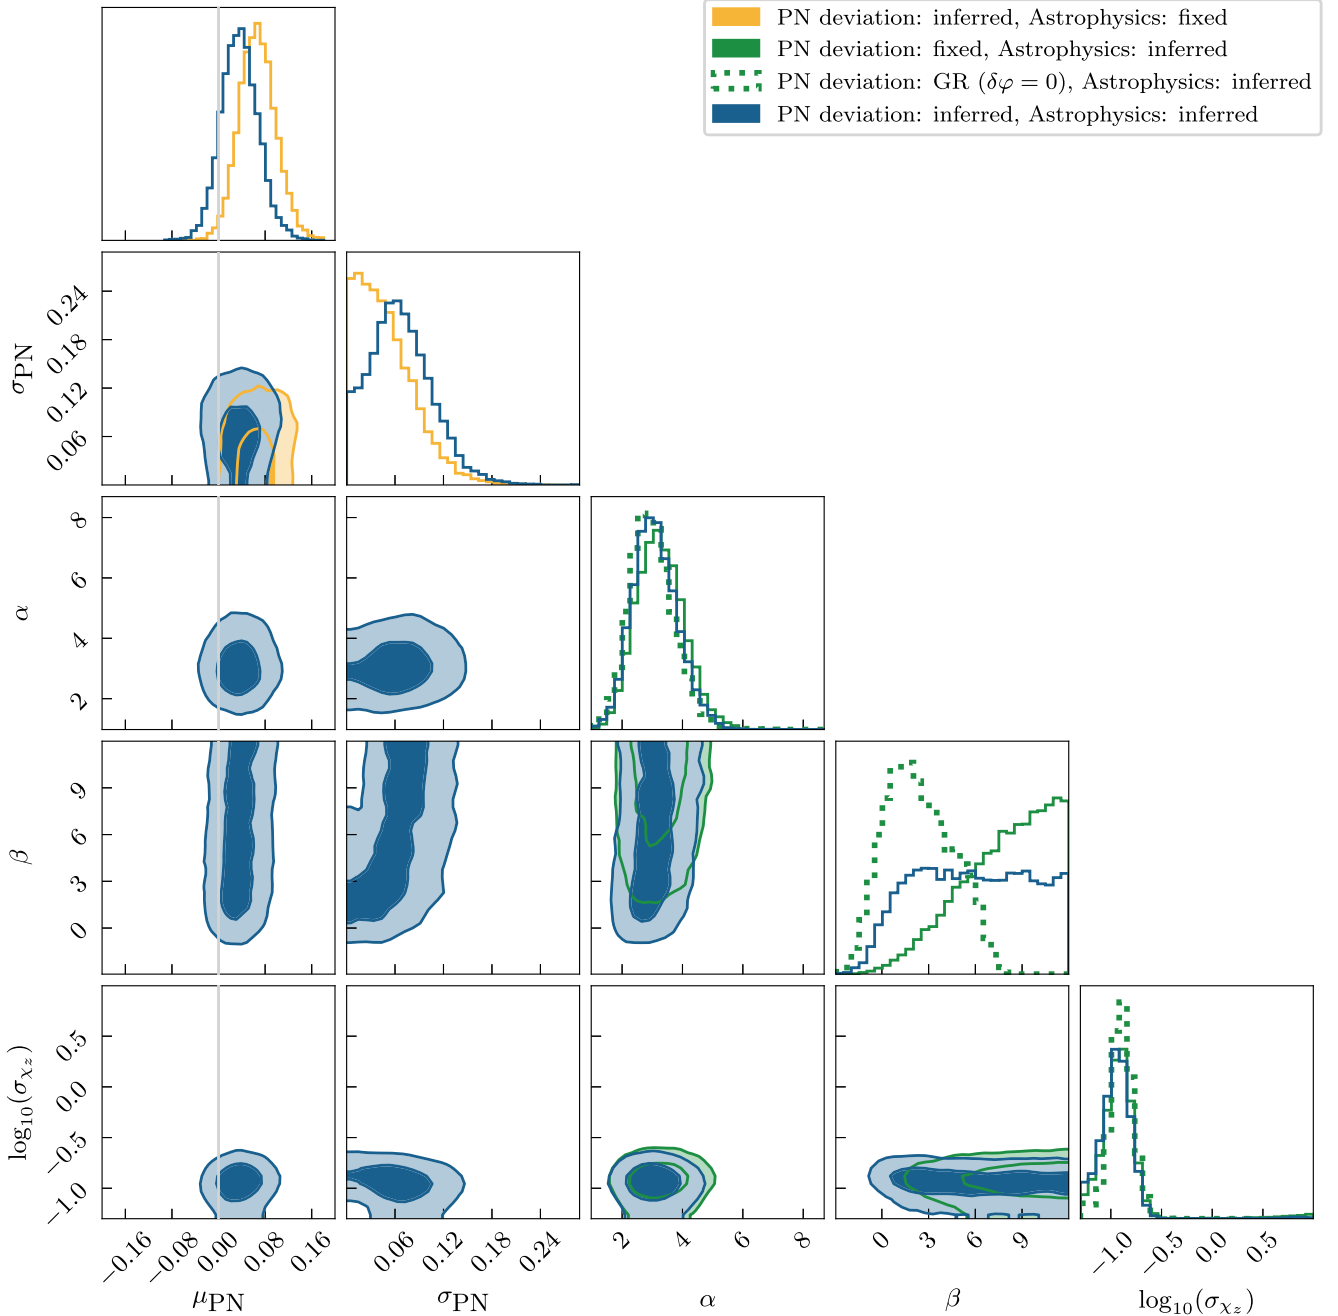 PN deviation: inferred, Astrophysics: fixed
PN deviation: fixed, Astrophysics: inferred
PN deviation: GR (δφ = 0), Astrophysics: inferred
PN deviation: inferred, Astrophysics: inferred
σPN
0.24
0.18
0.12
0.06
α
8
6
4
2
β
9
6
3
0
log₁₀(σχz)
0.5
0.0
−0.5
−1.0
−0.16 −0.08 0.00 0.08 0.16
0.06 0.12 0.18 0.24
2 4 6 8
0 3 6 9
−1.0 −0.5 0.0 0.5
μPN
σPN
α
β
log₁₀(σχz)